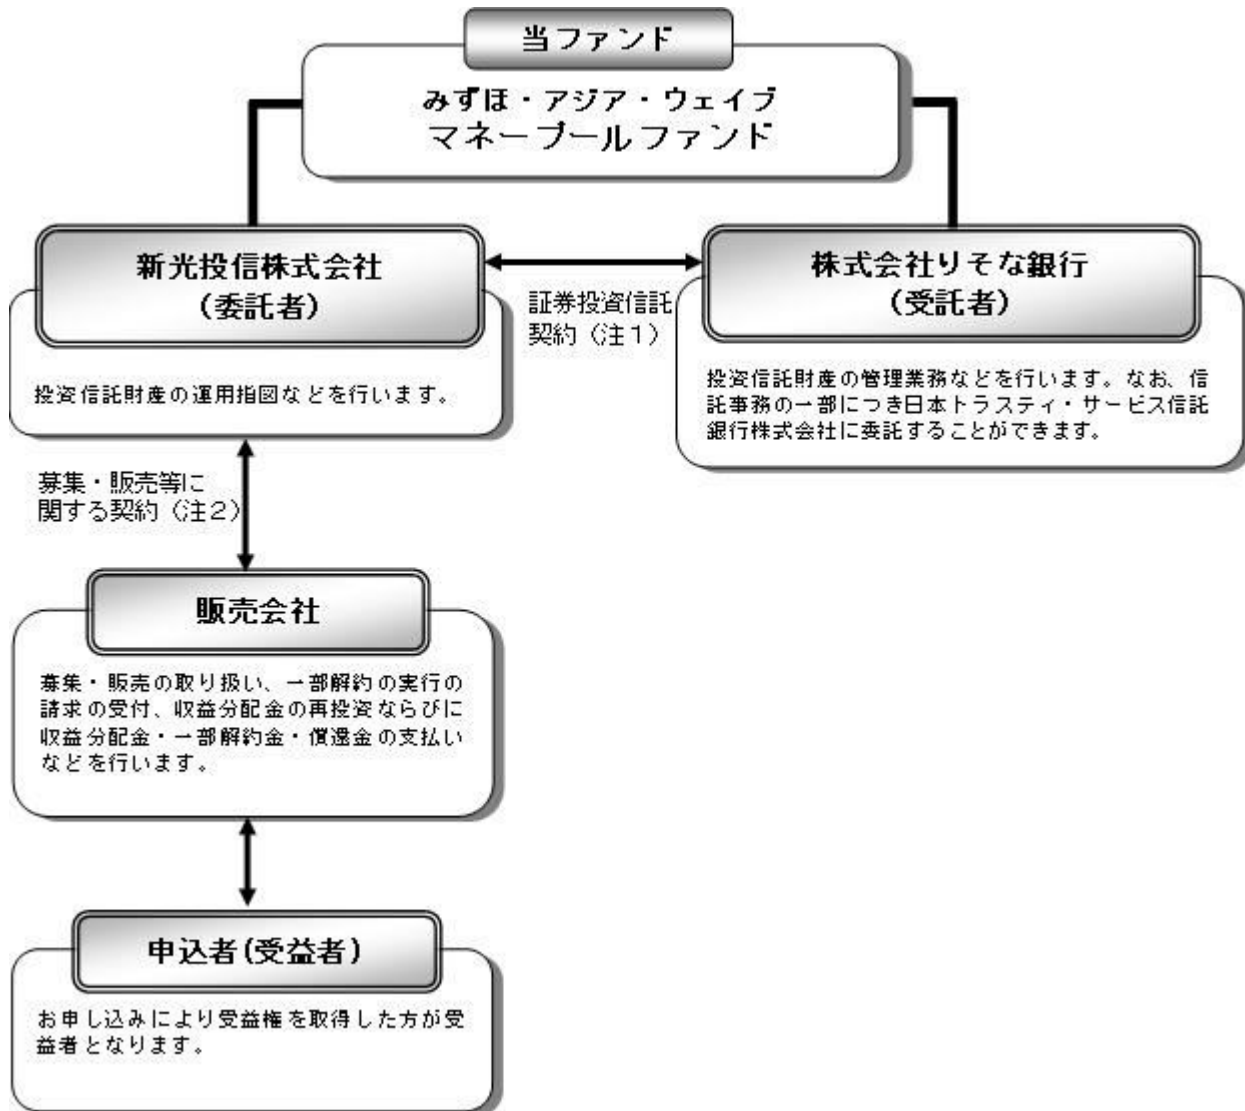 当ファンド
みずほ・アジア・ウェイブ
マネープールファンド
新光投信株式会社
(委託者)
投資信託財産の運用指図などを行います。
証券投資信託
契約（注１）
株式会社りそな銀行
(受託者)
投資信託財産の管理業務などを行います。なお、信
託事務の一部につき日本トラスティ・サービス信託
銀行株式会社に委託することができます。
募集・販売等に
関する契約（注２）
販売会社
募集・販売の取り扱い、一部解約の実行の
請求の受付、収益分配金の再投資ならびに
収益分配金・一部解約金・償還金の支払い
などを行います。
申込者(受益者)
お申し込みにより受益権を取得した方が受
益者となります。